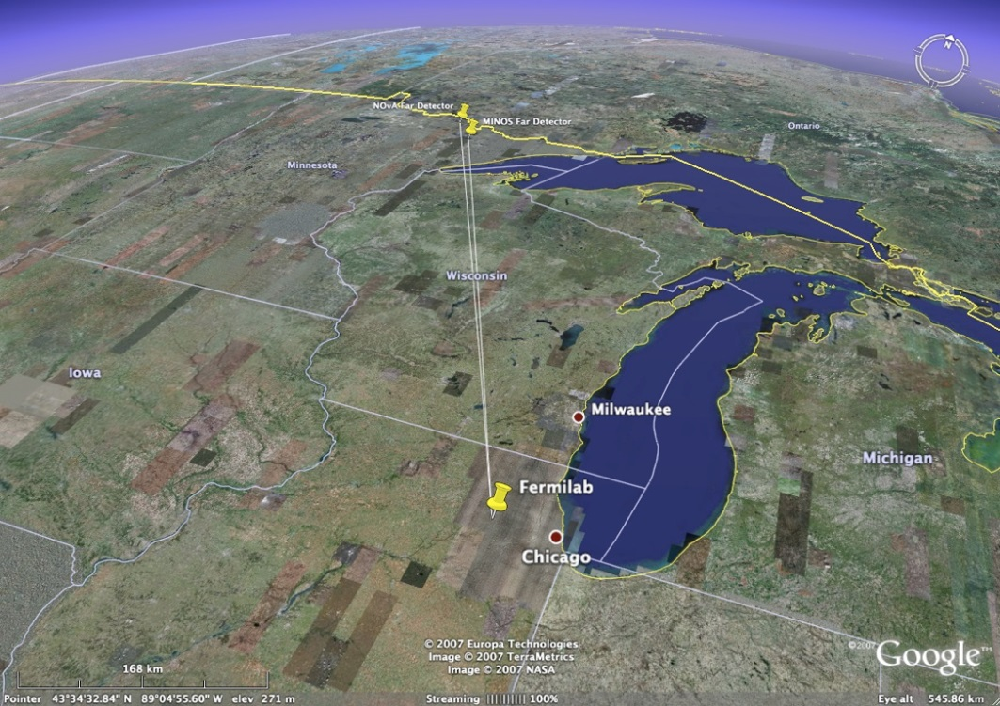 N
NOvA Far Detector
MINOS Far Detector
Ontario
Minnesota
Wisconsin
Iowa
Milwaukee
Michigan
Fermilab
Chicago
© 2007 Europa Technologies
Image © 2007 TerraMetrics
Image © 2007 NASA
©2007 Google™
168 km
Pointer 43°34'32.84" N 89°04'55.60" W elev 271 m
Streaming |||||||||| 100%
Eye alt 545.86 km